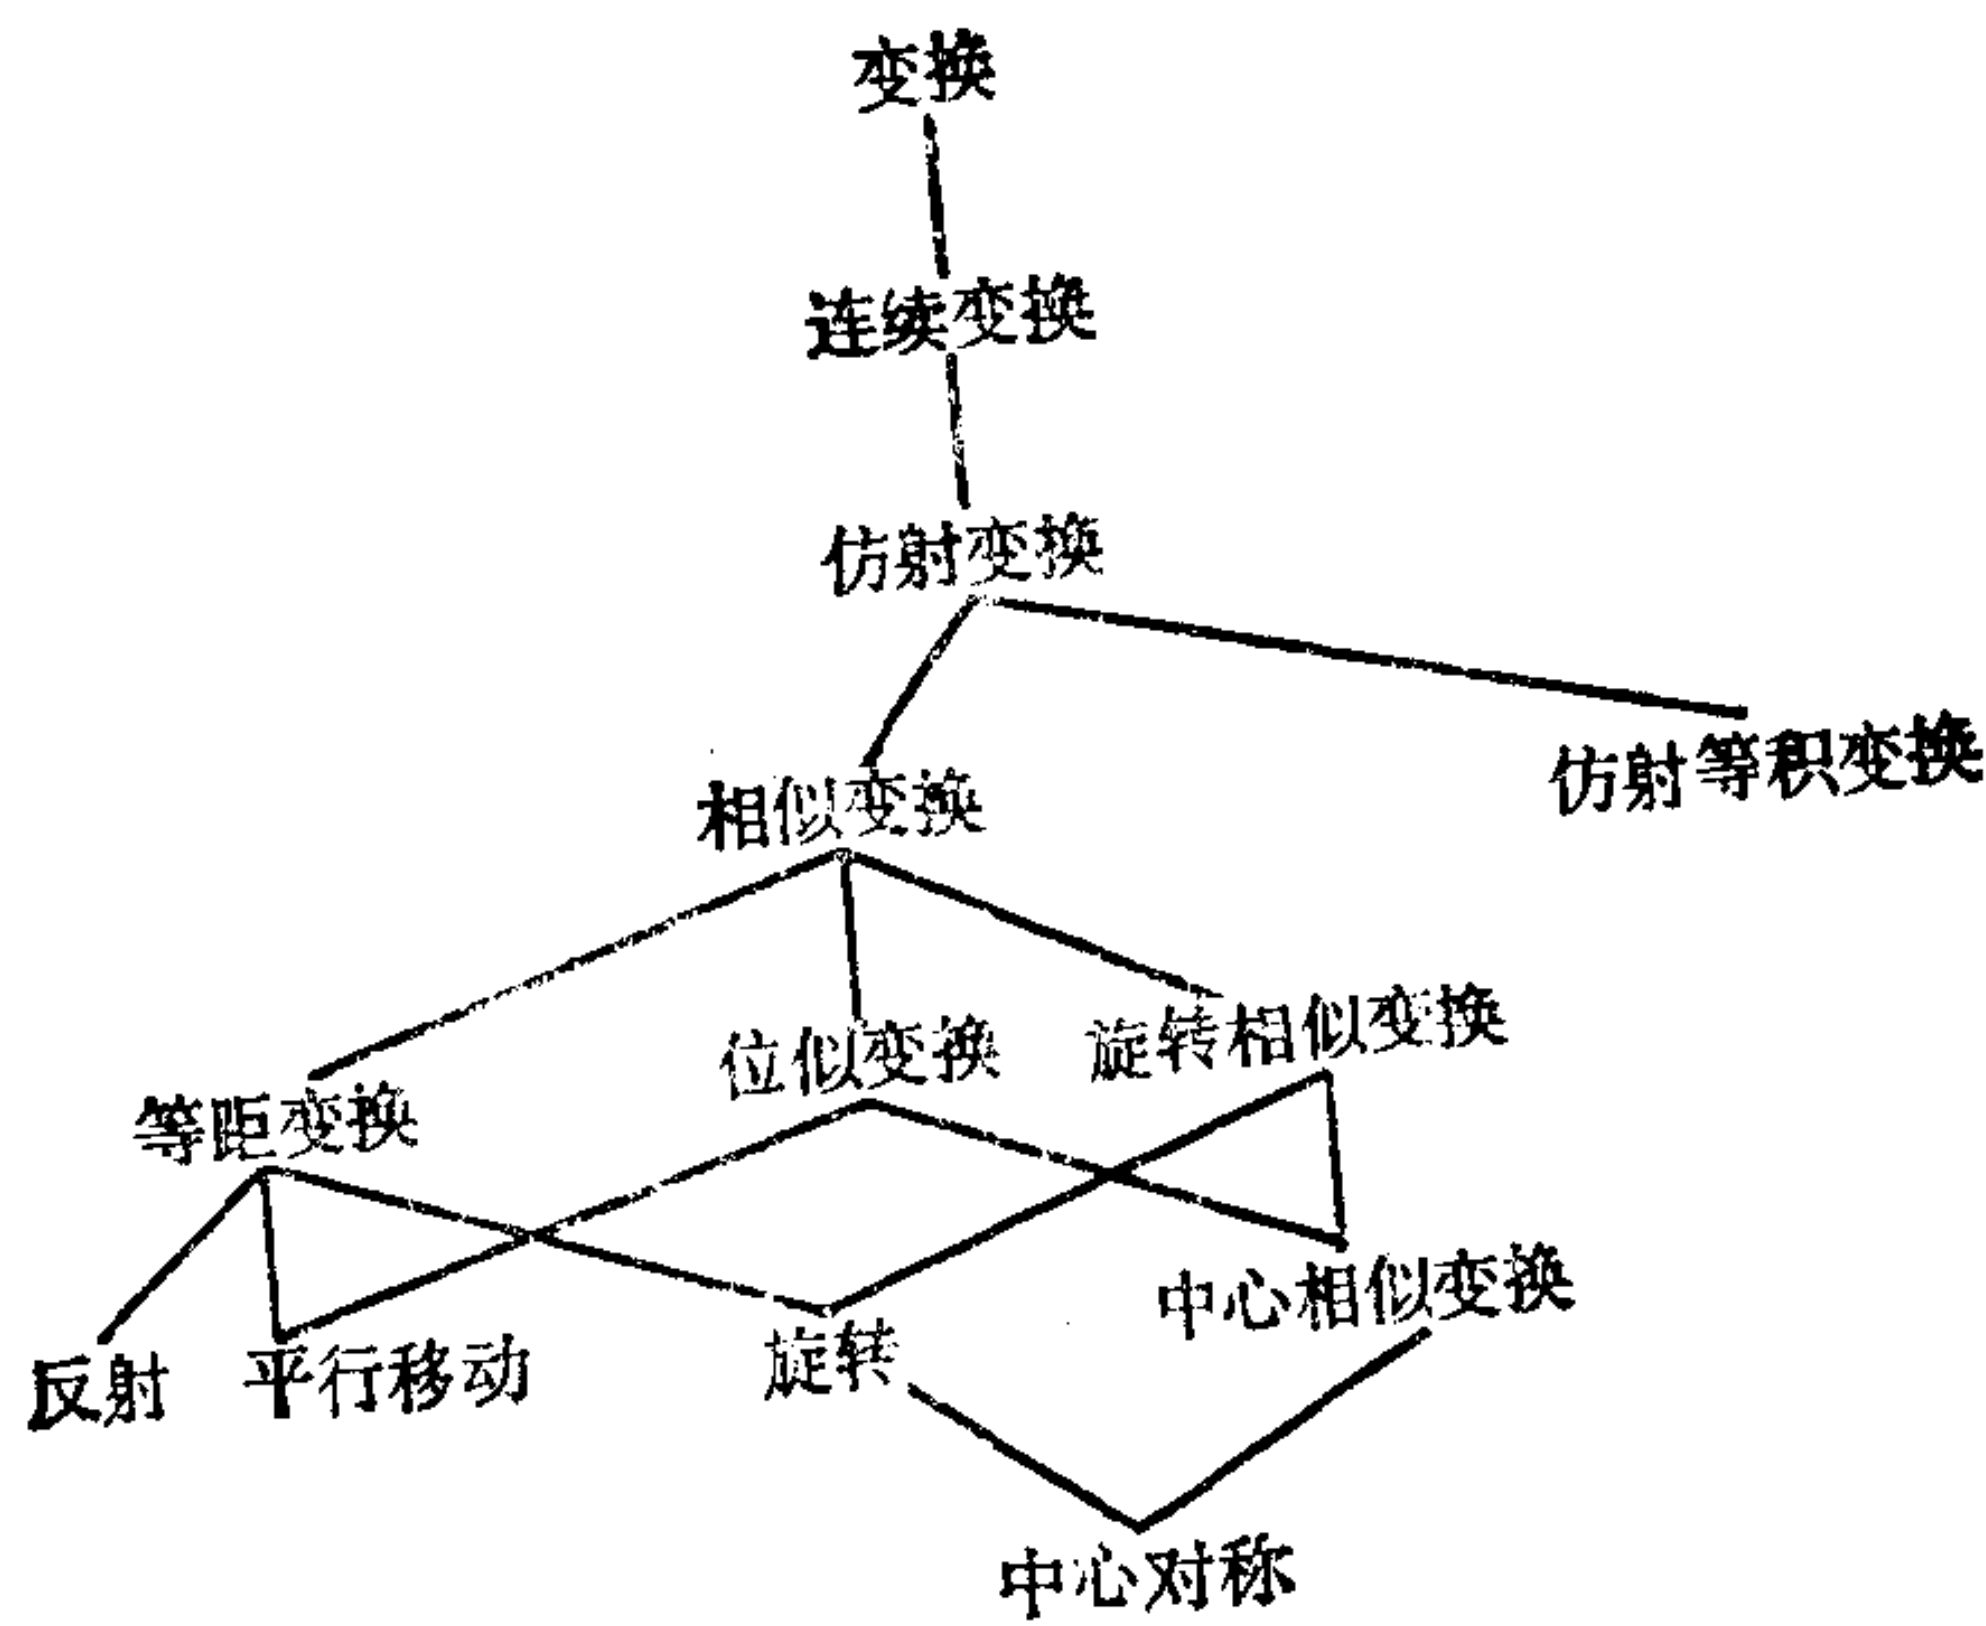 变换
连续变换
仿射变换
仿射等积变换
相似变换
等距变换
位似变换
旋转相似变换
反射
平行移动
旋转
中心相似变换
中心对称